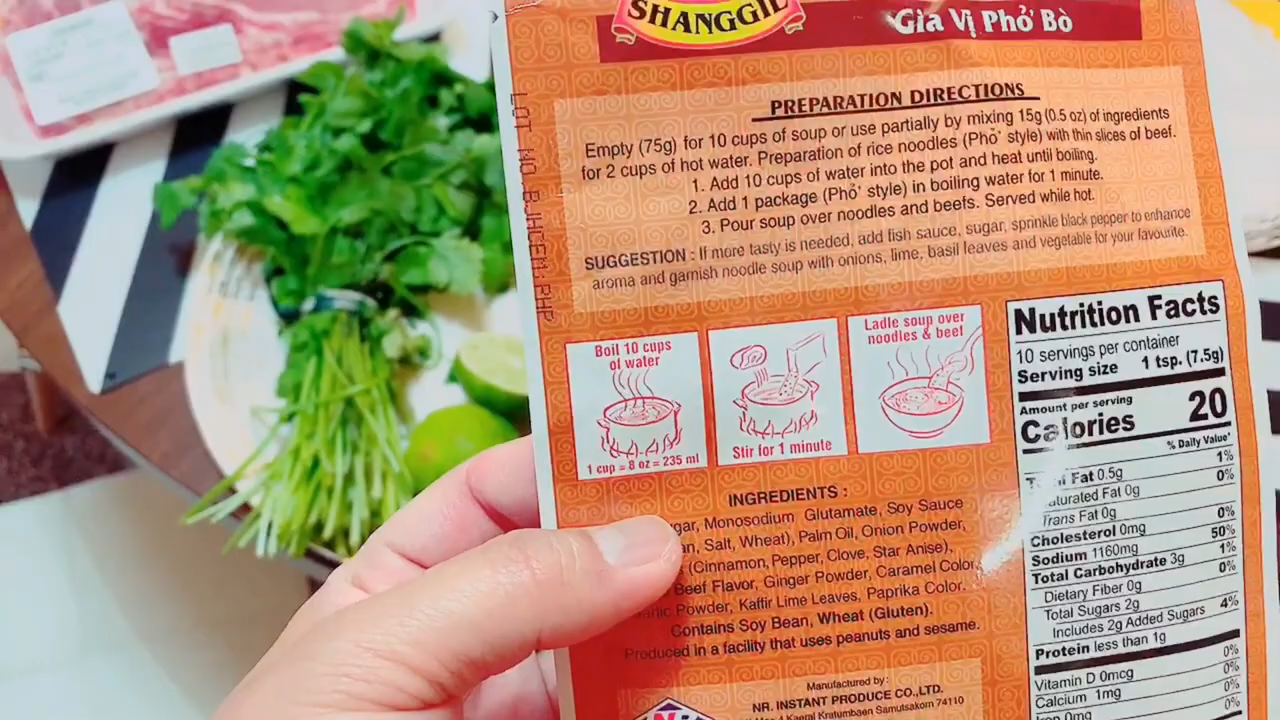 SHANGGIL
Gia Vị Phở Bò
PREPARATION DIRECTIONS
Empty (75g) for 10 cups of soup or use partially by mixing 15g (0.5 oz) of ingredients
for 2 cups of hot water. Preparation of rice noodles (Phở style) with thin slices of beef.
1. Add 10 cups of water into the pot and heat until boiling.
2. Add 1 package (Phở style) in boiling water for 1 minute.
3. Pour soup over noodles and beefs. Served while hot.
SUGGESTION : If more tasty is needed, add fish sauce, sugar, sprinkle black pepper to enhance
aroma and garnish noodle soup with onions, lime, basil leaves and vegetable for your favourite.
Boil 10 cups
of water
1 cup = 8 oz = 235 ml
Stir for 1 minute
Ladle soup over
noodles & beef
INGREDIENTS :
Monosodium Glutamate, Soy Sauce
Salt, Wheat), Palm Oil, Onion Powder,
(Cinnamon, Pepper, Clove, Star Anise),
Beef Flavor, Ginger Powder, Caramel Color,
Powder, Kaffir Lime Leaves, Paprika Color.
Contains Soy Bean, Wheat (Gluten).
Produced in a facility that uses peanuts and sesame.
Manufactured by:
NR. INSTANT PRODUCE CO.,LTD.
Kratumbaen Samutsakorn 74110
Nutrition Facts
10 servings per container
Serving size 1 tsp. (7.5g)
Amount per serving
Calories 20
% Daily Value*
Fat 0.5g 1%
Fat 0g 0%
Trans Fat 0g
Cholesterol 0mg 0%
Sodium 1160mg 50%
Total Carbohydrate 3g 1%
Dietary Fiber 0g 0%
Total Sugars 2g
Includes 2g Added Sugars 4%
Protein less than 1g
Vitamin D 0mcg 0%
Calcium 1mg 0%
0mg 0%
LOT NO